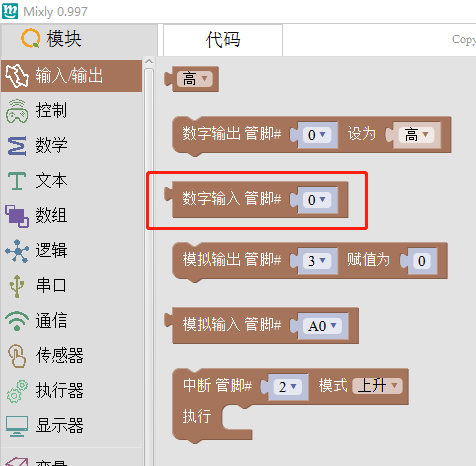 Mixly 0.997
模块
代码
Copy
输入/输出
控制
数学
文本
数组
逻辑
串口
通信
传感器
执行器
显示器
高
数字输出 管脚# 0 设为 高
数字输入 管脚# 0
模拟输出 管脚# 3 赋值为 0
模拟输入 管脚# A0
中断 管脚# 2 模式 上升
执行